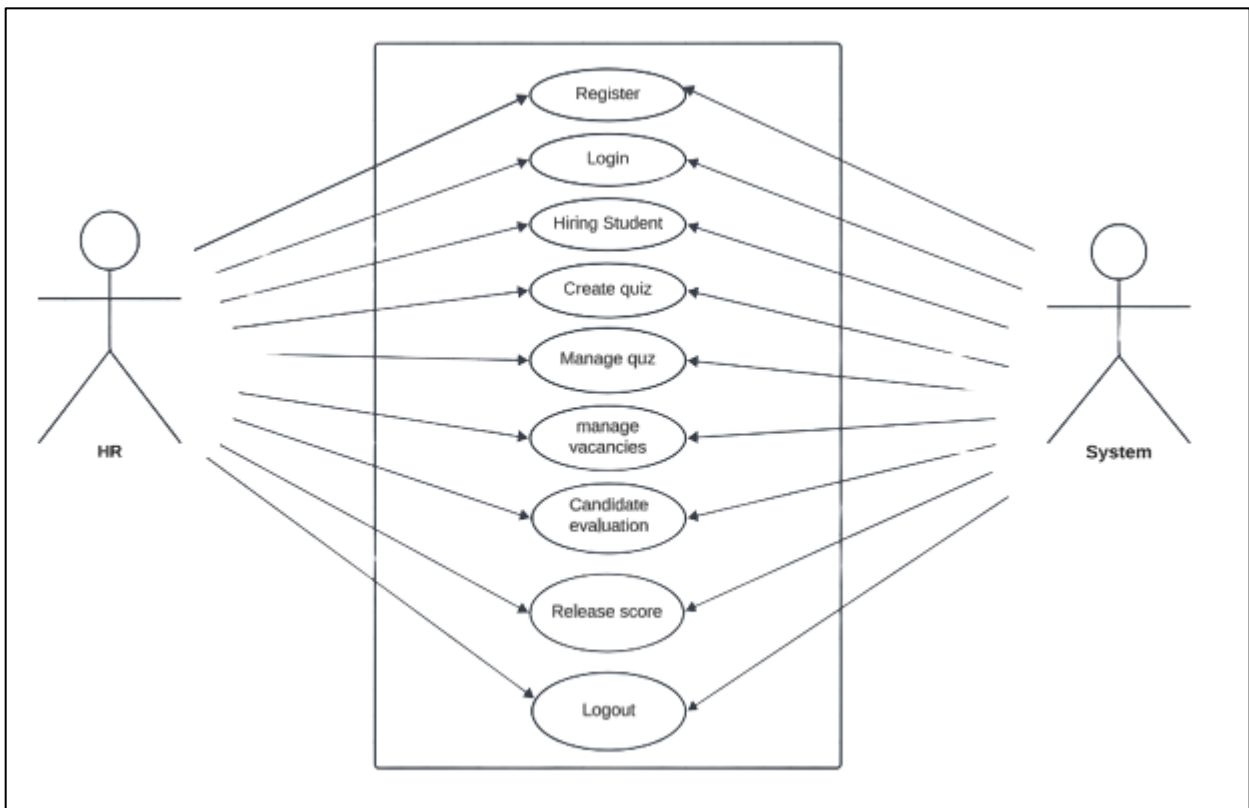 Register
Login
Hiring Student
Create quiz
Manage quz
manage
vacancies
Candidate
evaluation
Release score
Logout
HR
System